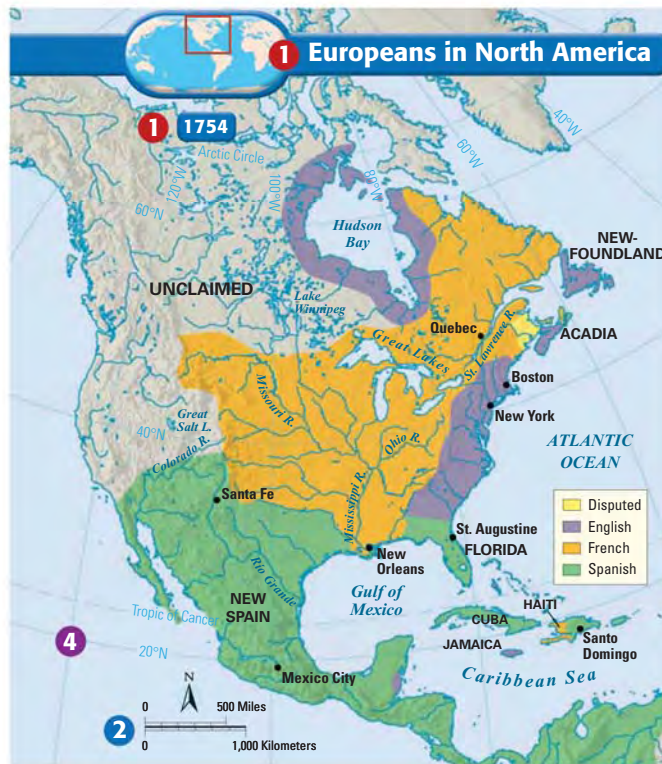 1 Europeans in North America
1 1754
Arctic Circle
40°W
60°W
80°W
100°W
120°W
60°N
Hudson
Bay
NEW-
FOUNDLAND
UNCLAIMED
Lake
Winnipeg
Quebec
St. Lawrence R.
ACADIA
Great Lakes
Boston
Missouri R.
New York
Great
Salt L.
40°N
Colorado R.
Ohio R.
ATLANTIC
OCEAN
Santa Fe
Mississippi R.
Disputed
English
French
Spanish
St. Augustine
FLORIDA
New
Orleans
Rio Grande
Gulf of
Mexico
NEW
SPAIN
HAITI
CUBA
Tropic of Cancer
Santo
Domingo
JAMAICA
4
20°N
Mexico City
Caribbean Sea
N
0 500 Miles
2
0 1,000 Kilometers